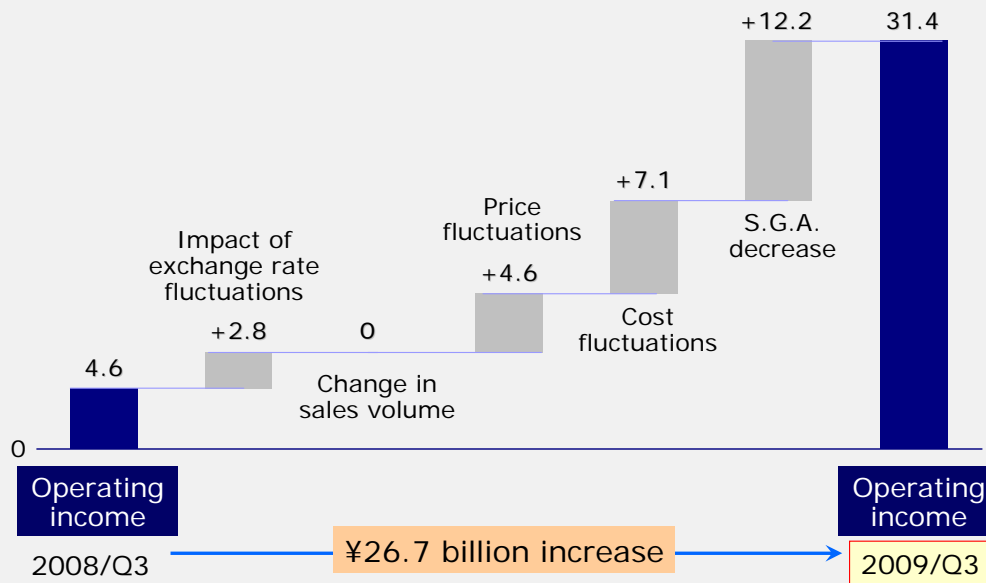 +12.2
31.4
+7.1
Price
fluctuations
S.G.A.
decrease
Impact of
exchange rate
fluctuations
+4.6
Cost
fluctuations
+2.8
0
4.6
Change in
sales volume
0
Operating
income
Operating
income
2008/Q3
¥26.7 billion increase
2009/Q3